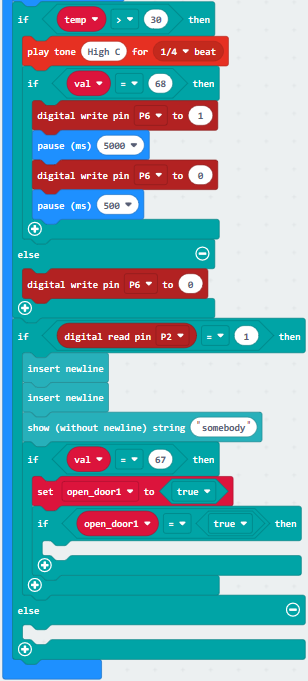 if temp > 30 then
play tone High C for 1/4 beat
if val = 68 then
digital write pin P6 to 1
pause (ms) 5000
digital write pin P6 to 0
pause (ms) 500
else
digital write pin P6 to 0
if digital read pin P2 = 1 then
insert newline
insert newline
show (without newline) string "somebody"
if val = 67 then
set open_door1 to true
if open_door1 = true then
else